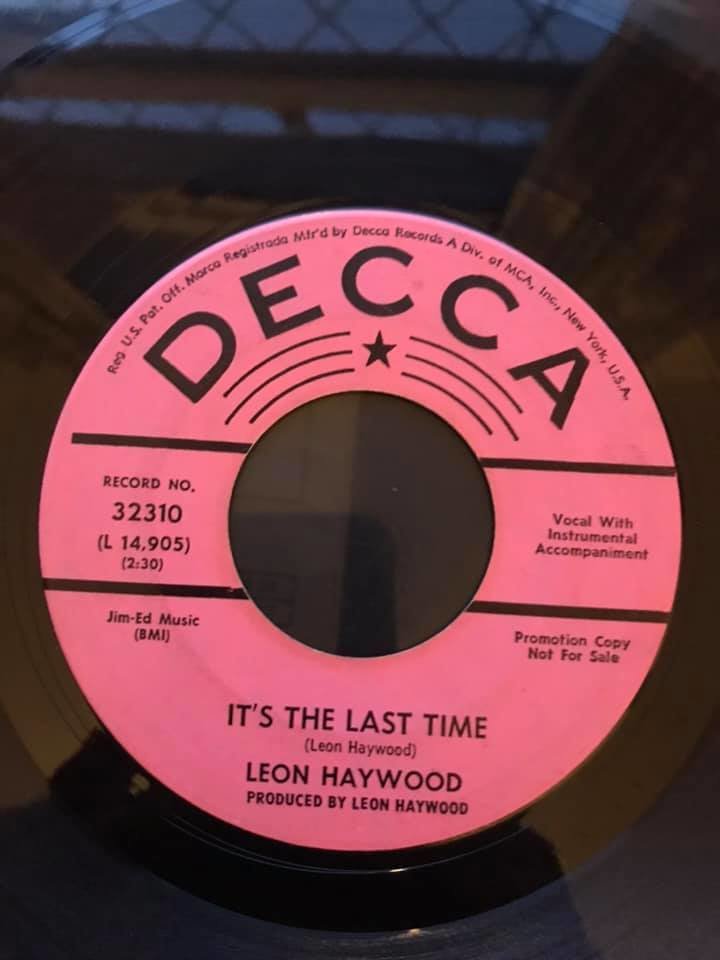 Reg U.S. Pat. Off. Marca Registrada Mfr'd by Decca Records A Div. of MCA, Inc., New York, U.S.A.
DECCA
RECORD NO.
32310
(L 14,905)
(2:30)
Vocal With
Instrumental
Accompaniment
Jim-Ed Music
(BMI)
Promotion Copy
Not For Sale
IT'S THE LAST TIME
(Leon Haywood)
LEON HAYWOOD
PRODUCED BY LEON HAYWOOD